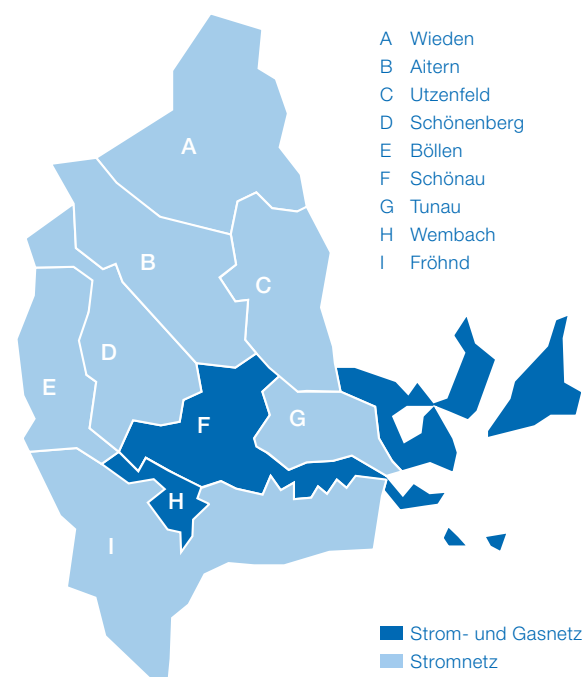 A Wieden
B Aitern
C Utzenfeld
D Schönenberg
E Böllen
F Schönau
G Tunau
H Wembach
I Fröhnd
A
B
C
D
E
F
G
H
I
Strom- und Gasnetz
Stromnetz